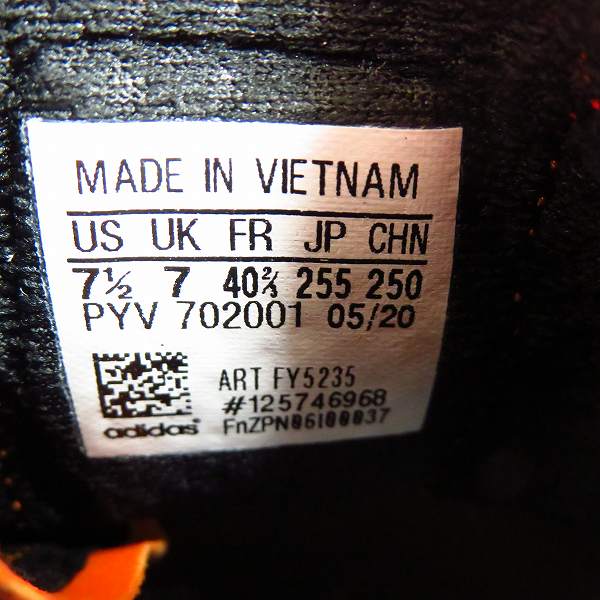 MADE IN VIETNAM
US UK FR JP CHN
7½ 7 40⅔ 255 250
PYV 702001 05/20
ART FY5235
#125746968
adidas FnZPN06I00037